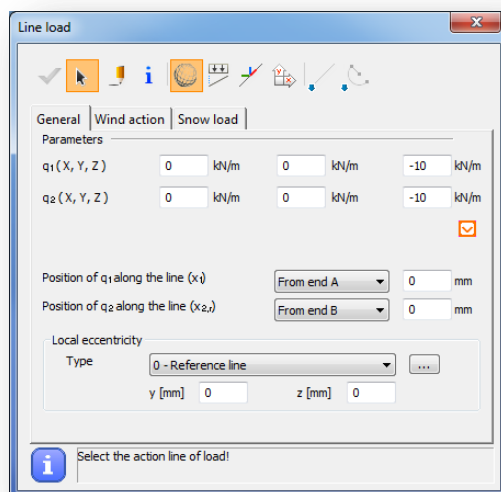 Line load
General Wind action Snow load
Parameters
q1 (X, Y, Z) 0 kN/m 0 kN/m -10 kN/m
q2 (X, Y, Z) 0 kN/m 0 kN/m -10 kN/m
Position of q1 along the line (x1) From end A 0 mm
Position of q2 along the line (x2,r) From end B 0 mm
Local eccentricity
Type 0 - Reference line ...
y [mm] 0 z [mm] 0
Select the action line of load!